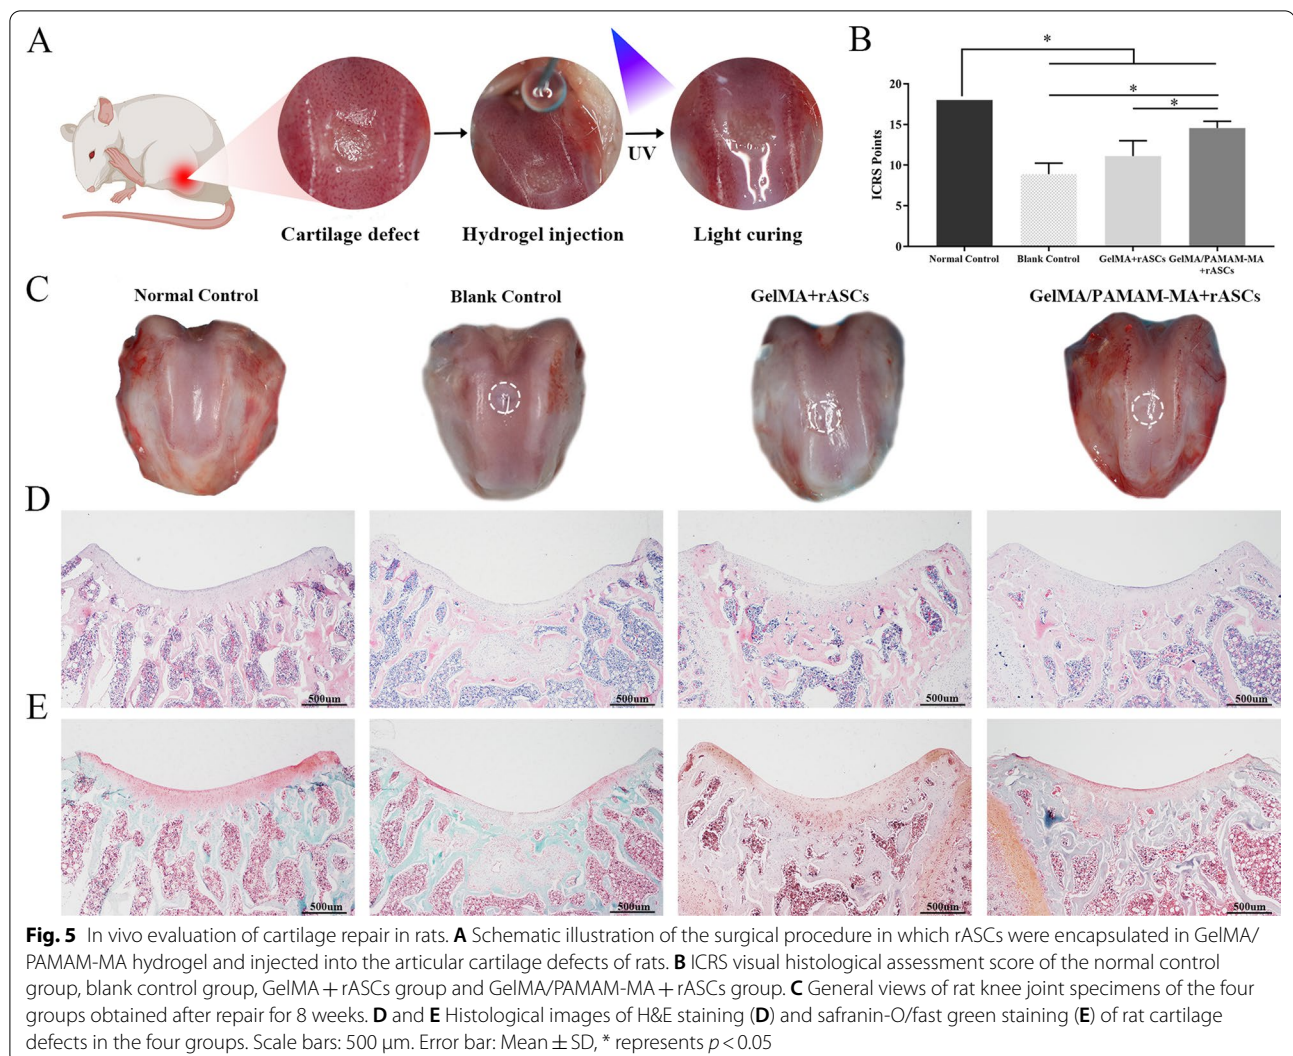 A
Cartilage defect
Hydrogel injection
UV
Light curing
B
*
*
*
ICRS Points
20
15
10
5
0
Normal Control
Blank Control
GelMA+rASCs
GelMA/PAMAM-MA
+rASCs
C
Normal Control
Blank Control
GelMA+rASCs
GelMA/PAMAM-MA+rASCs
D
500um
500um
500um
500um
E
500um
500um
500um
500um
Fig. 5 In vivo evaluation of cartilage repair in rats. A Schematic illustration of the surgical procedure in which rASCs were encapsulated in GelMA/
PAMAM-MA hydrogel and injected into the articular cartilage defects of rats. B ICRS visual histological assessment score of the normal control
group, blank control group, GelMA + rASCs group and GelMA/PAMAM-MA + rASCs group. C General views of rat knee joint specimens of the four
groups obtained after repair for 8 weeks. D and E Histological images of H&E staining (D) and safranin-O/fast green staining (E) of rat cartilage
defects in the four groups. Scale bars: 500 μm. Error bar: Mean ± SD, * represents p < 0.05